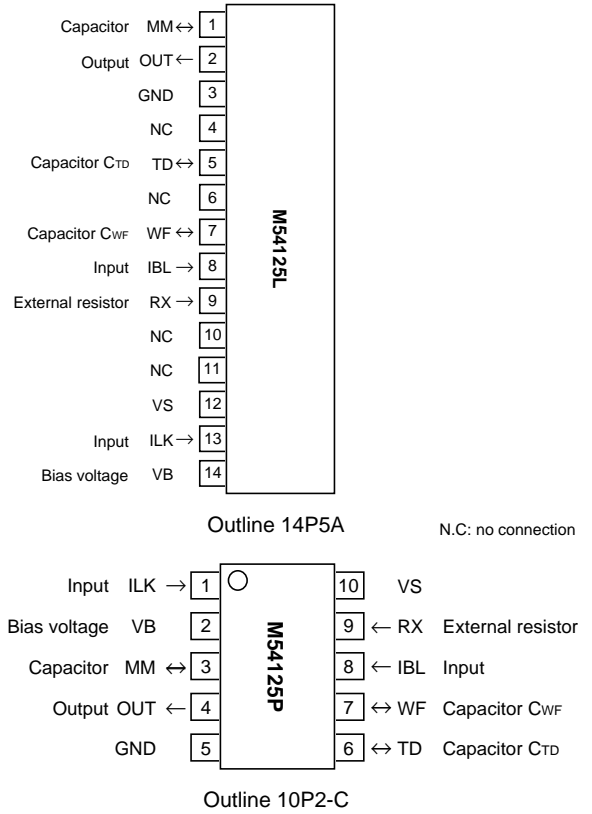 Capacitor MM ↔ 1
Output OUT ← 2
GND 3
NC 4
Capacitor CTD TD ↔ 5
NC 6
Capacitor CWF WF ↔ 7
Input IBL → 8
External resistor RX → 9
NC 10
NC 11
VS 12
Input ILK → 13
Bias voltage VB 14
M54125L
Outline 14P5A
N.C: no connection
Input ILK → 1
Bias voltage VB 2
Capacitor MM ↔ 3
Output OUT ← 4
GND 5
M54125P
10 VS
9 ← RX External resistor
8 ← IBL Input
7 ↔ WF Capacitor CWF
6 ↔ TD Capacitor CTD
Outline 10P2-C